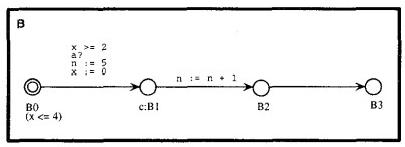 B
x >= 2
a?
n := 5
x := 0
n := n + 1
B0
c:B1
B2
B3
(x <= 4)